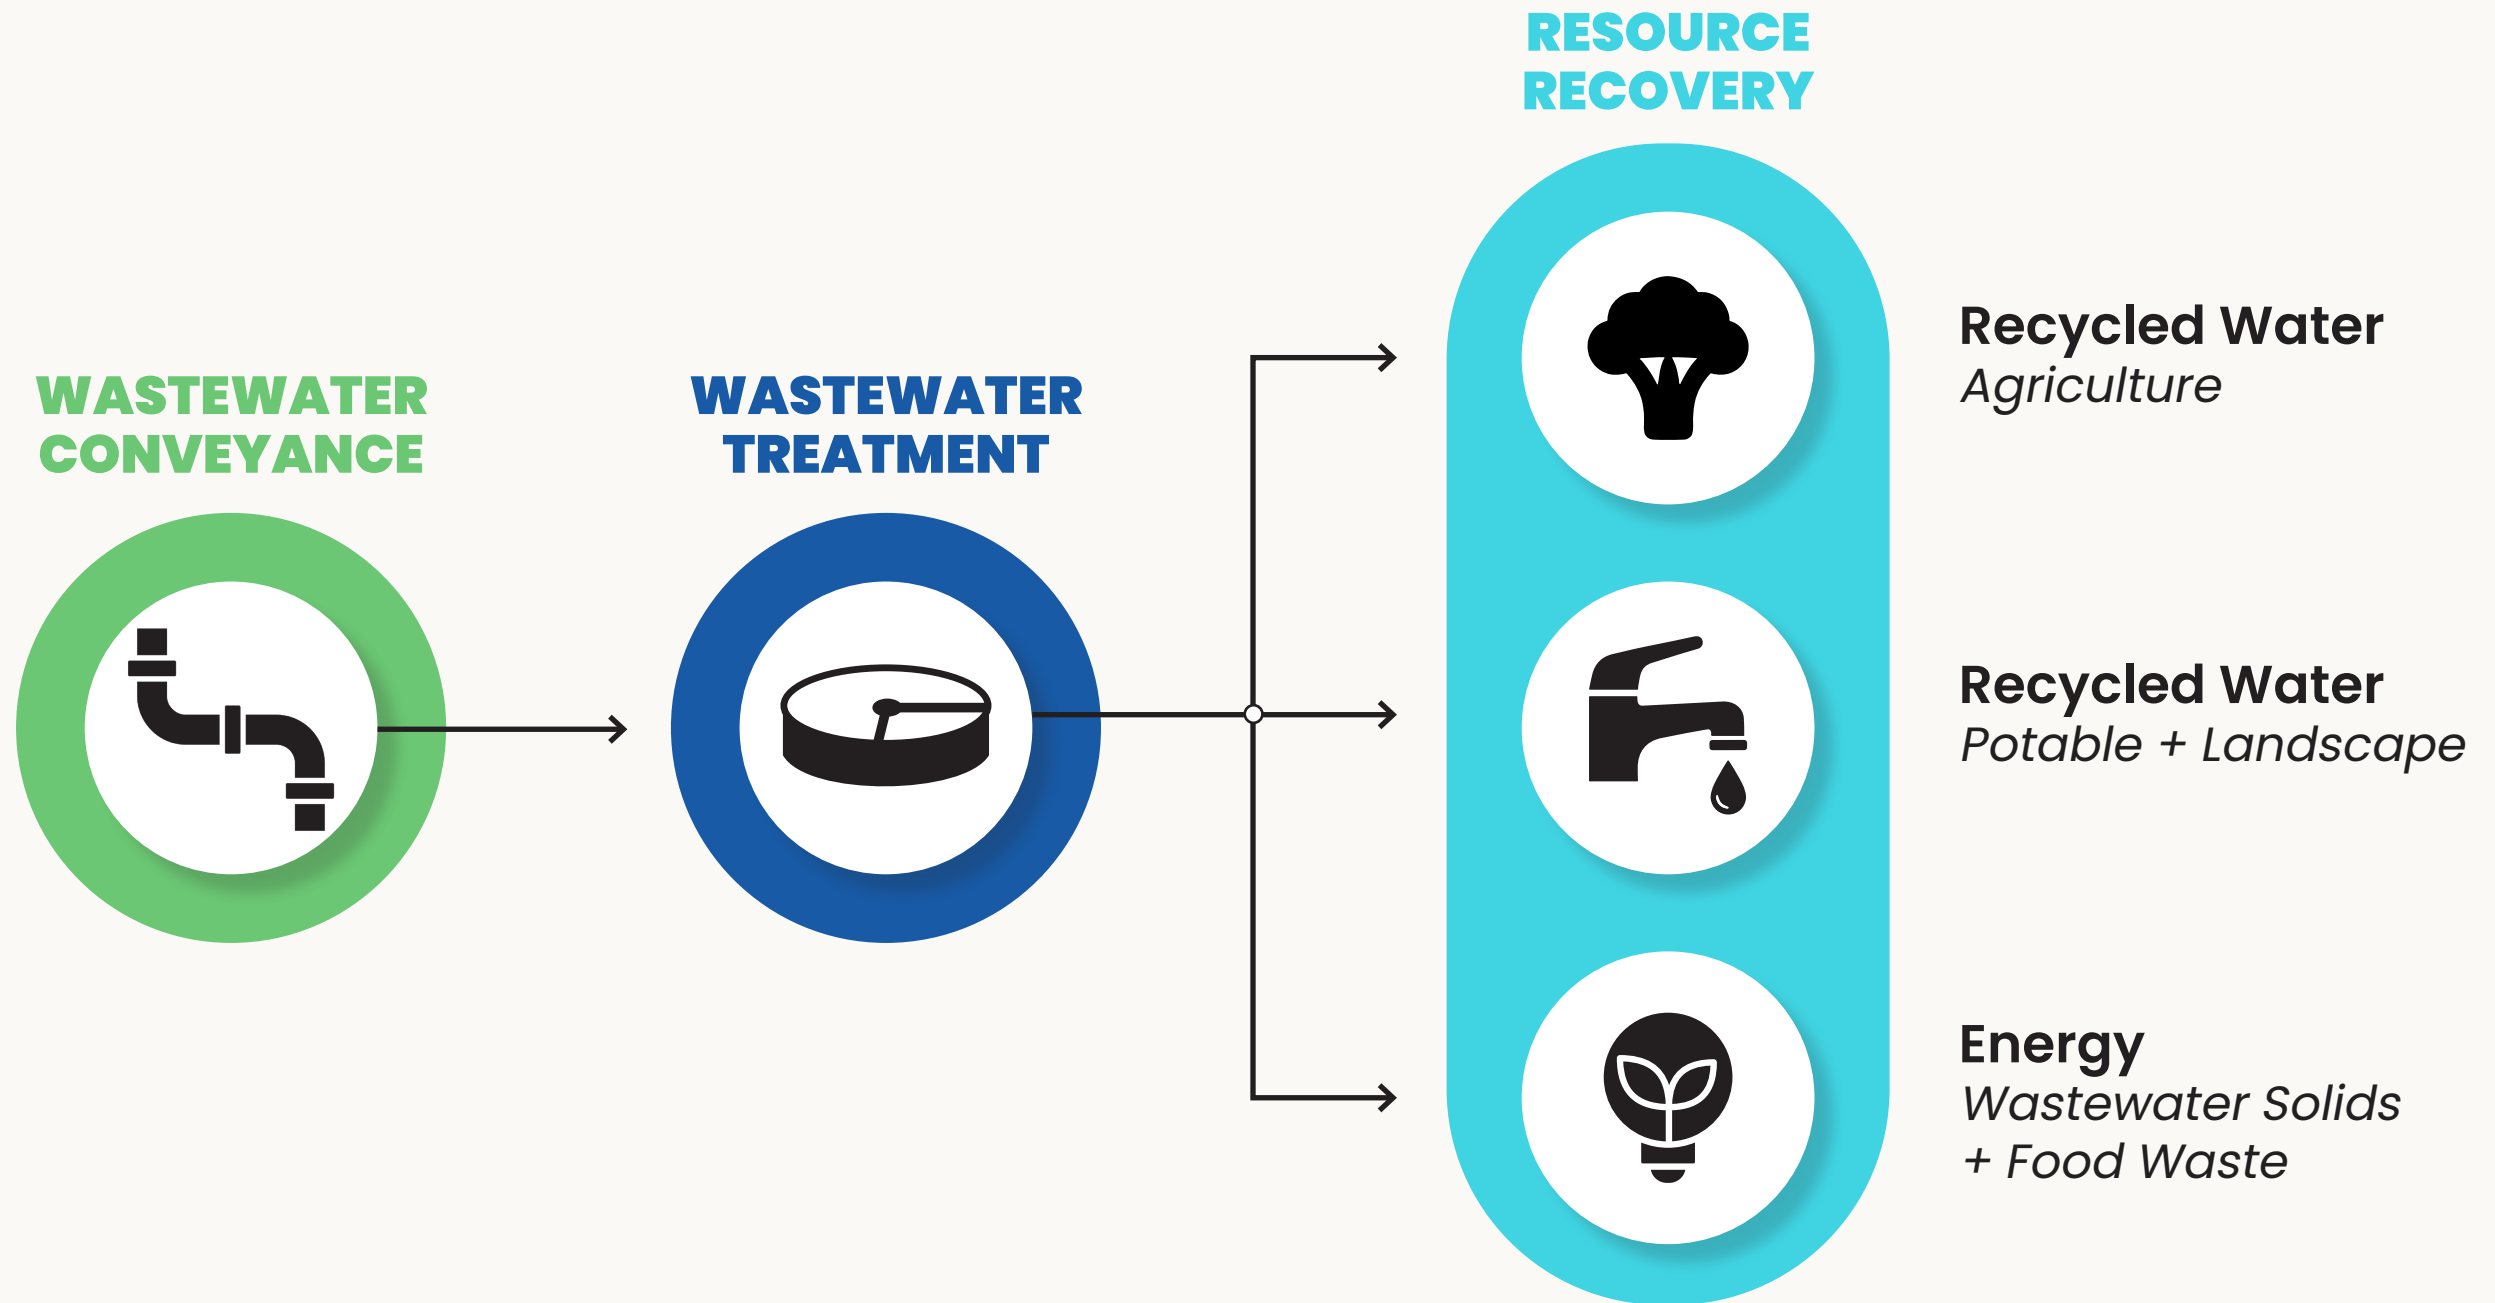 RESOURCE
RECOVERY
WASTEWATER
CONVEYANCE
WASTEWATER
TREATMENT
Recycled Water
Agriculture
Recycled Water
Potable + Landscape
Energy
Wastewater Solids
+ Food Waste